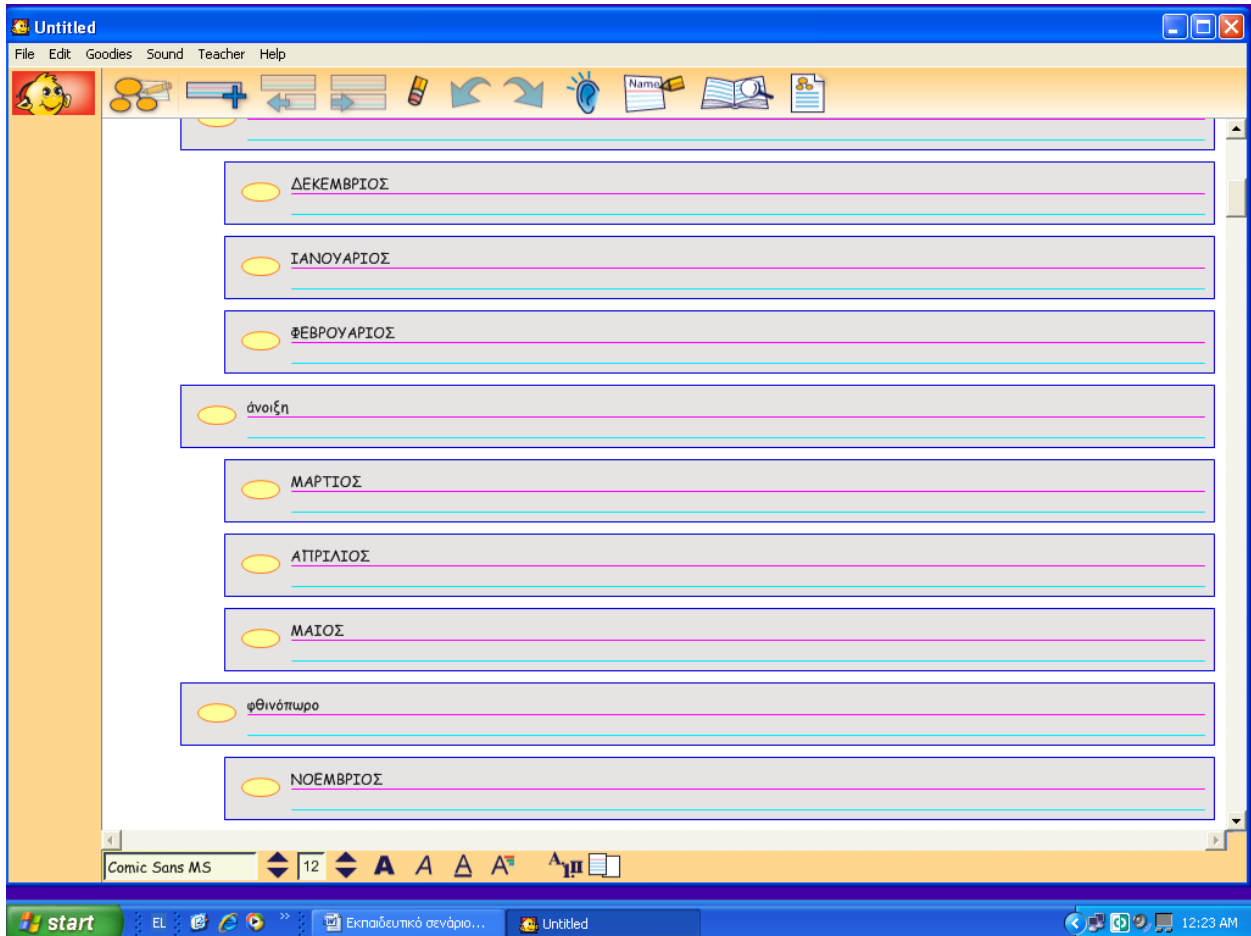 Untitled
File Edit Goodies Sound Teacher Help
Name
ΔΕΚΕΜΒΡΙΟΣ
ΙΑΝΟΥΑΡΙΟΣ
ΦΕΒΡΟΥΑΡΙΟΣ
άνοιξη
ΜΑΡΤΙΟΣ
ΑΠΡΙΛΙΟΣ
ΜΑΙΟΣ
φθινόπωρο
ΝΟΕΜΒΡΙΟΣ
Comic Sans MS 12 A A A A
start EL » Εκπαιδευτικό σενάριο... Untitled 12:23 AM